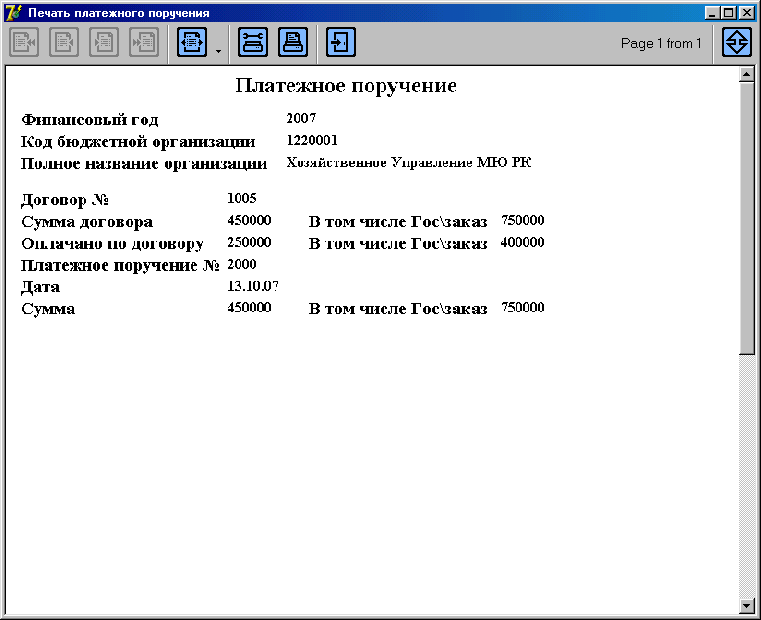 Печать платежного поручения
Page 1 from 1
Платежное поручение
Финансовый год 2007
Код бюджетной организации 1220001
Полное название организации Хозяйственное Управление МЮ РК
Договор № 1005
Сумма договора 450000 В том числе Гос\заказ 750000
Оплачано по договору 250000 В том числе Гос\заказ 400000
Платежное поручение № 2000
Дата 13.10.07
Сумма 450000 В том числе Гос\заказ 750000